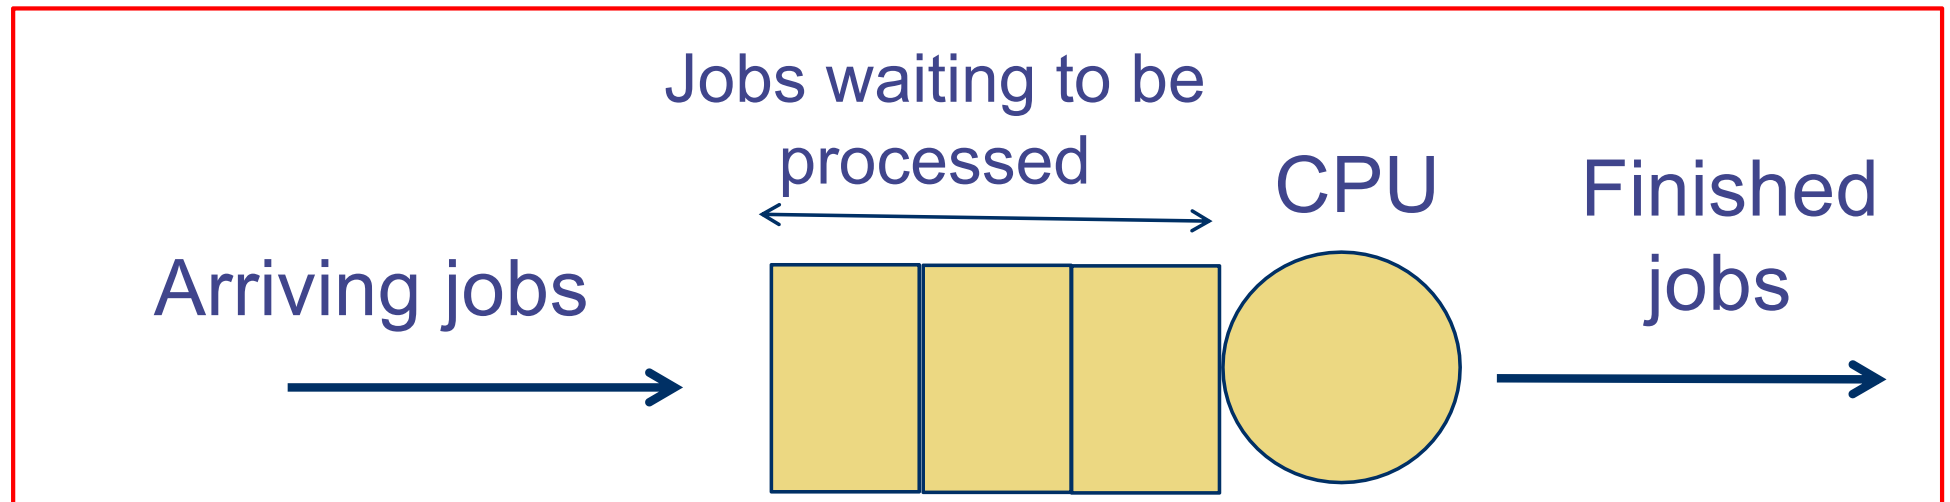 Jobs waiting to be
processed
CPU
Finished
jobs
Arriving jobs